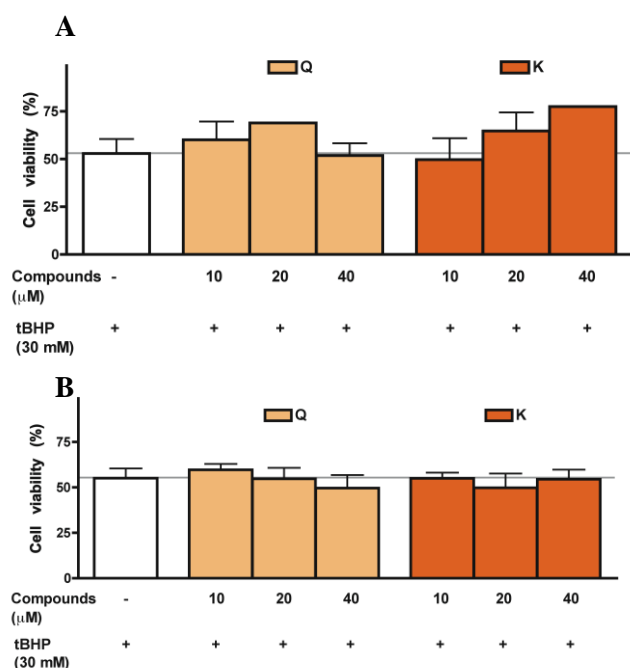 A
Q K
Cell viability (%)
75
50
25
0
Compounds - 10 20 40 10 20 40
(μM)
tBHP + + + + + + +
(30 mM)
B
Q K
Cell viability (%)
75
50
25
0
Compounds - 10 20 40 10 20 40
(μM)
tBHP + + + + + + +
(30 mM)